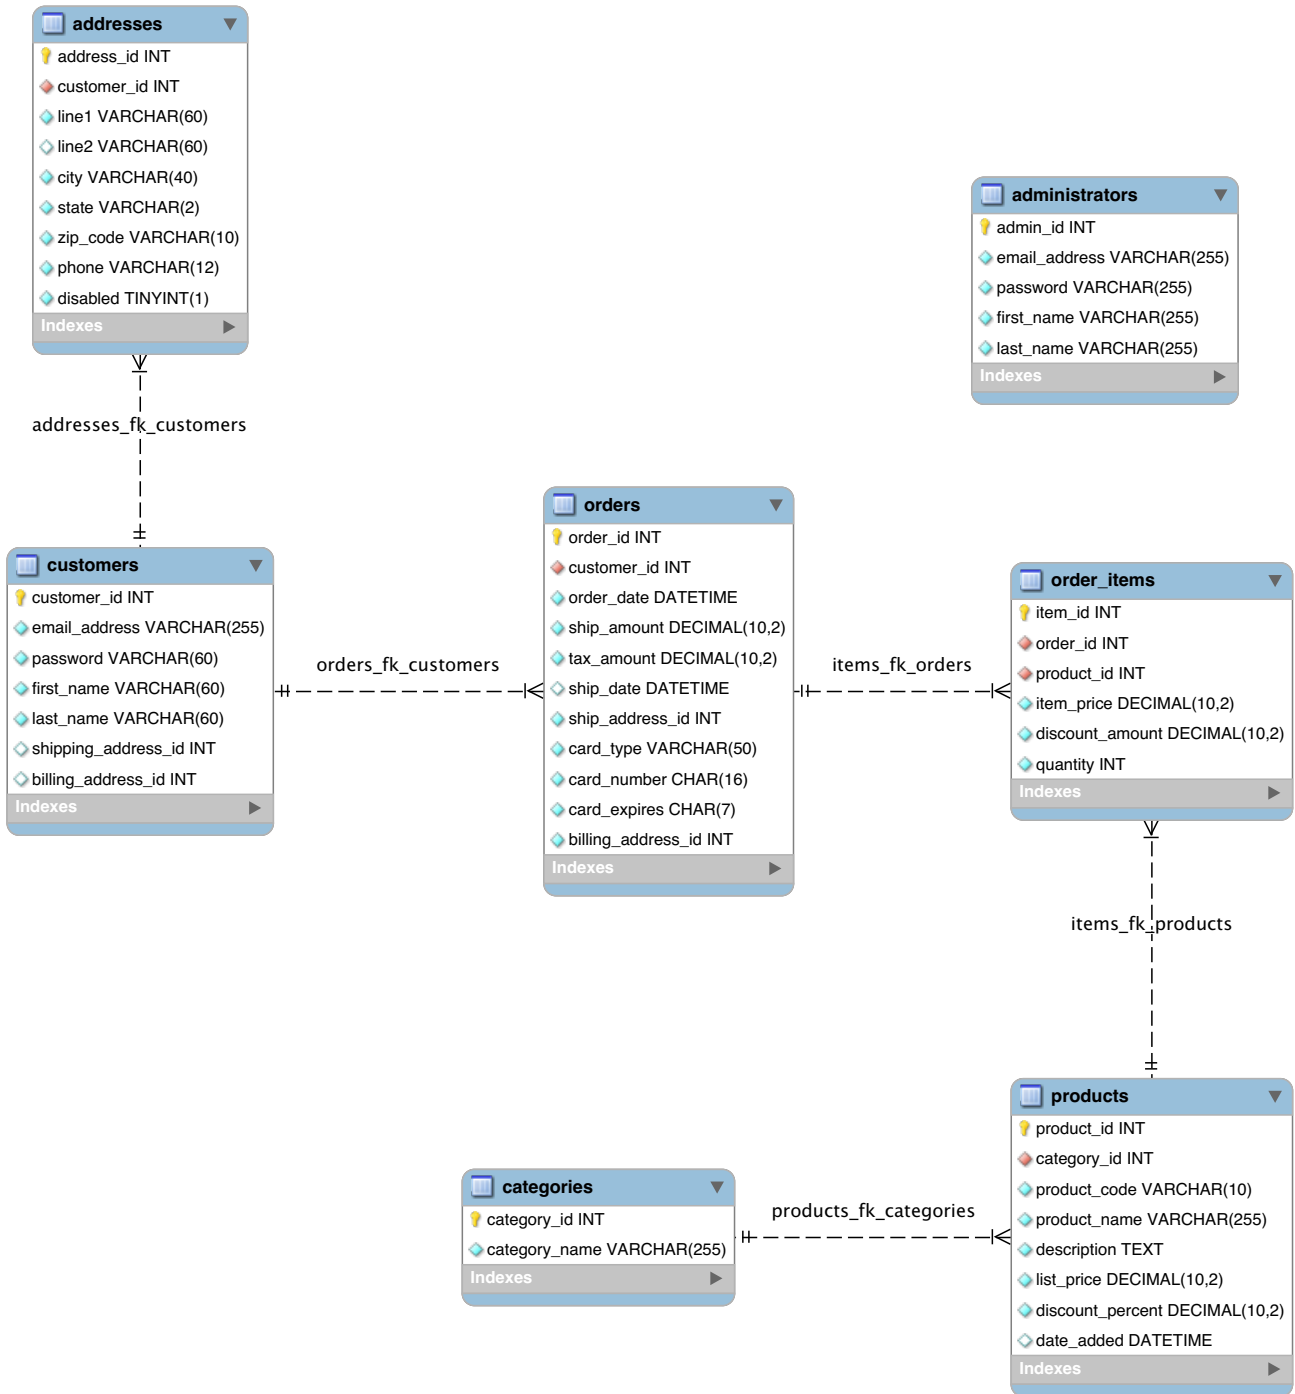 addresses
address_id INT
customer_id INT
line1 VARCHAR(60)
line2 VARCHAR(60)
city VARCHAR(40)
state VARCHAR(2)
zip_code VARCHAR(10)
phone VARCHAR(12)
disabled TINYINT(1)
Indexes
administrators
admin_id INT
email_address VARCHAR(255)
password VARCHAR(255)
first_name VARCHAR(255)
last_name VARCHAR(255)
Indexes
addresses_fk_customers
customers
customer_id INT
email_address VARCHAR(255)
password VARCHAR(60)
first_name VARCHAR(60)
last_name VARCHAR(60)
shipping_address_id INT
billing_address_id INT
Indexes
orders_fk_customers
orders
order_id INT
customer_id INT
order_date DATETIME
ship_amount DECIMAL(10,2)
tax_amount DECIMAL(10,2)
ship_date DATETIME
ship_address_id INT
card_type VARCHAR(50)
card_number CHAR(16)
card_expires CHAR(7)
billing_address_id INT
Indexes
items_fk_orders
order_items
item_id INT
order_id INT
product_id INT
item_price DECIMAL(10,2)
discount_amount DECIMAL(10,2)
quantity INT
Indexes
items_fk_products
categories
category_id INT
category_name VARCHAR(255)
Indexes
products_fk_categories
products
product_id INT
category_id INT
product_code VARCHAR(10)
product_name VARCHAR(255)
description TEXT
list_price DECIMAL(10,2)
discount_percent DECIMAL(10,2)
date_added DATETIME
Indexes